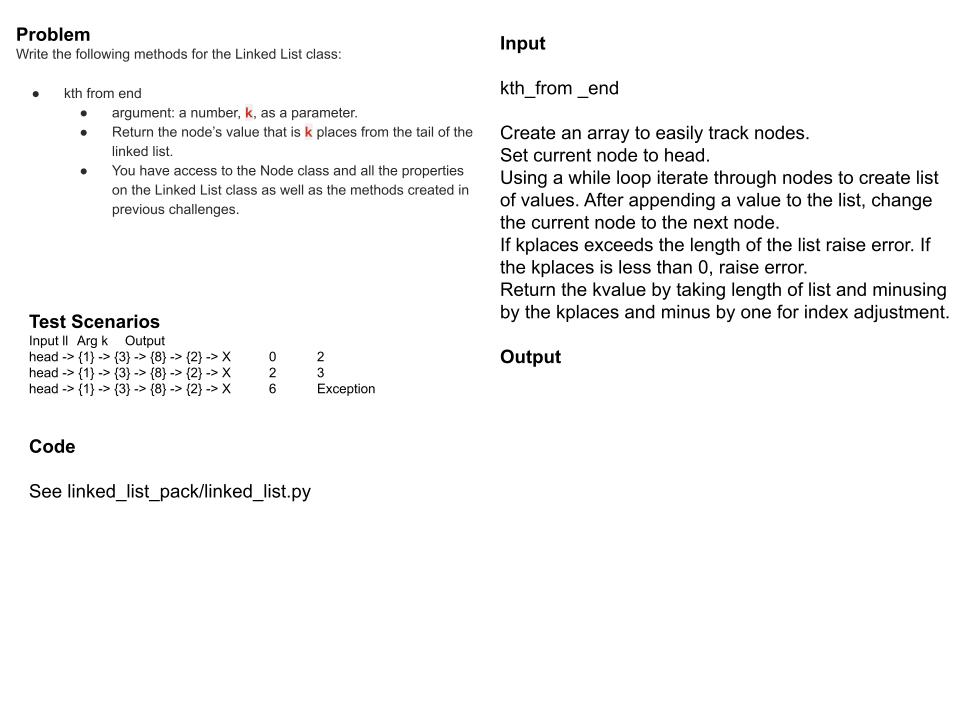 Problem
Write the following methods for the Linked List class:
● kth from end
● argument: a number, k, as a parameter.
● Return the node’s value that is k places from the tail of the
linked list.
● You have access to the Node class and all the properties
on the Linked List class as well as the methods created in
previous challenges.
Test Scenarios
Input ll Arg k Output
head -> {1} -> {3} -> {8} -> {2} -> X 0 2
head -> {1} -> {3} -> {8} -> {2} -> X 2 3
head -> {1} -> {3} -> {8} -> {2} -> X 6 Exception
Code
See linked_list_pack/linked_list.py
Input
kth_from _end
Create an array to easily track nodes.
Set current node to head.
Using a while loop iterate through nodes to create list
of values. After appending a value to the list, change
the current node to the next node.
If kplaces exceeds the length of the list raise error. If
the kplaces is less than 0, raise error.
Return the kvalue by taking length of list and minusing
by the kplaces and minus by one for index adjustment.
Output